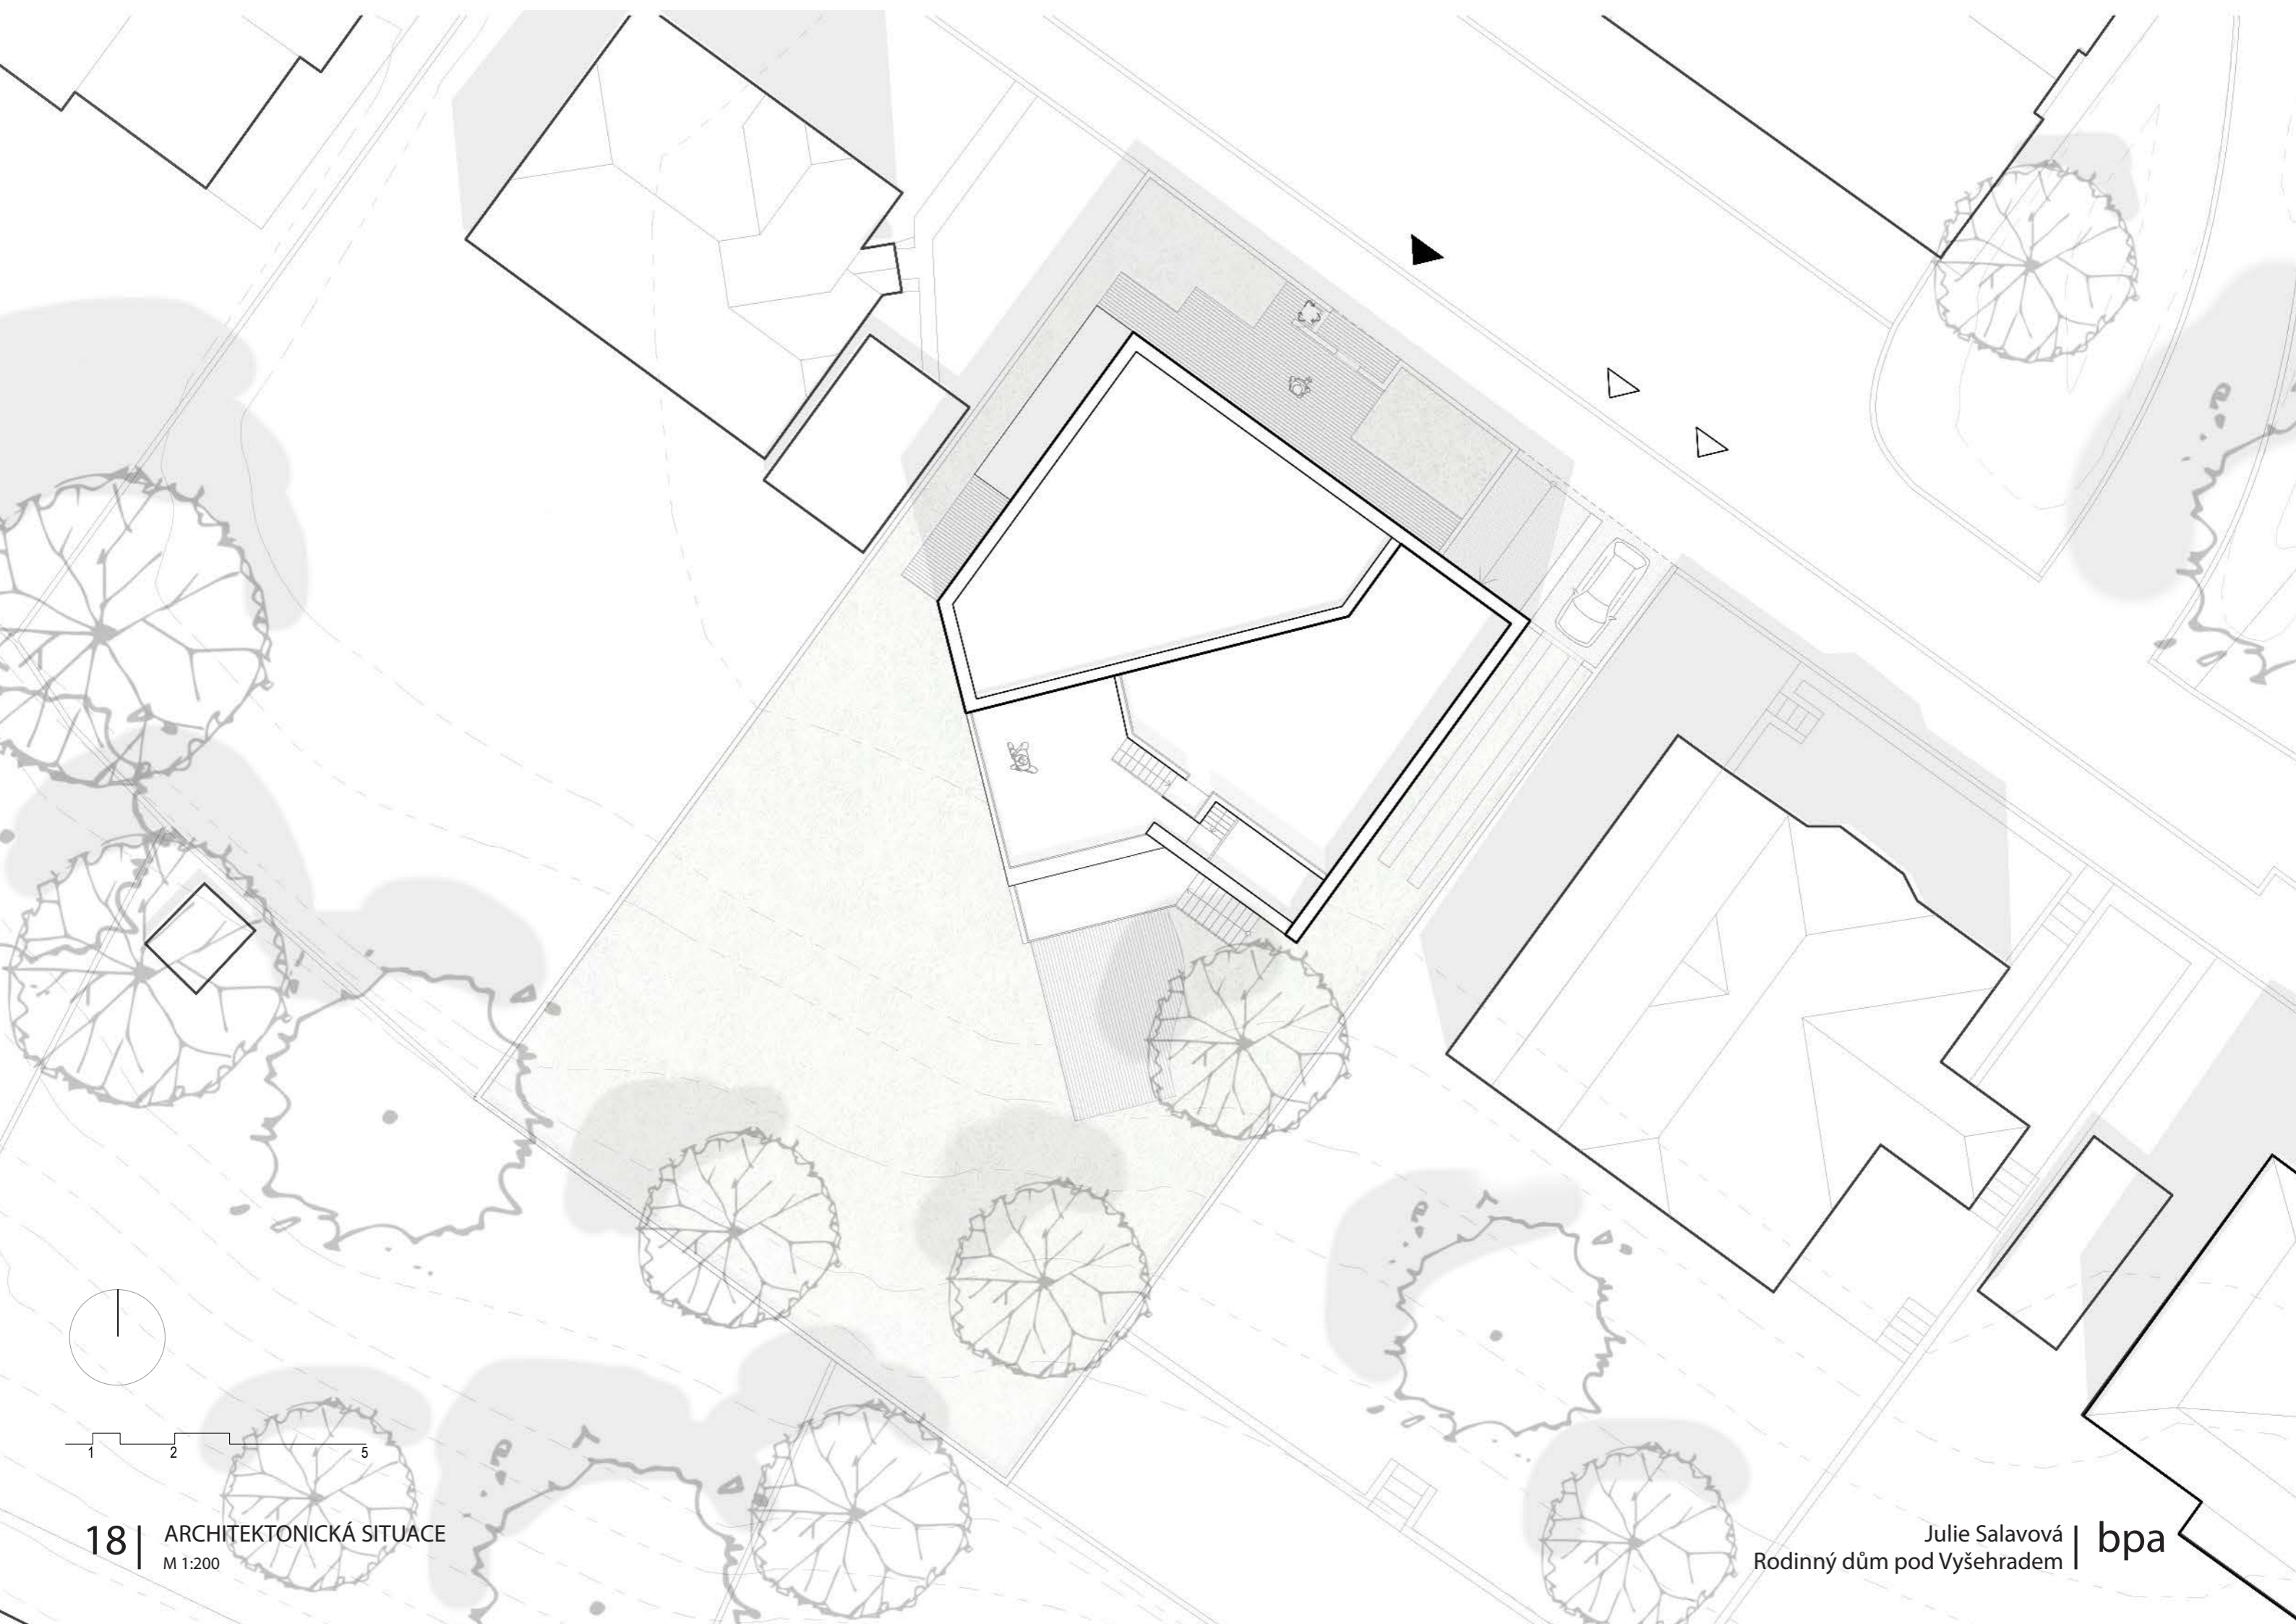 1 2 5
18 | ARCHITEKTONICKÁ SITUACE
M 1:200
Julie Salavová
Rodinný dům pod Vyšehradem
bpa